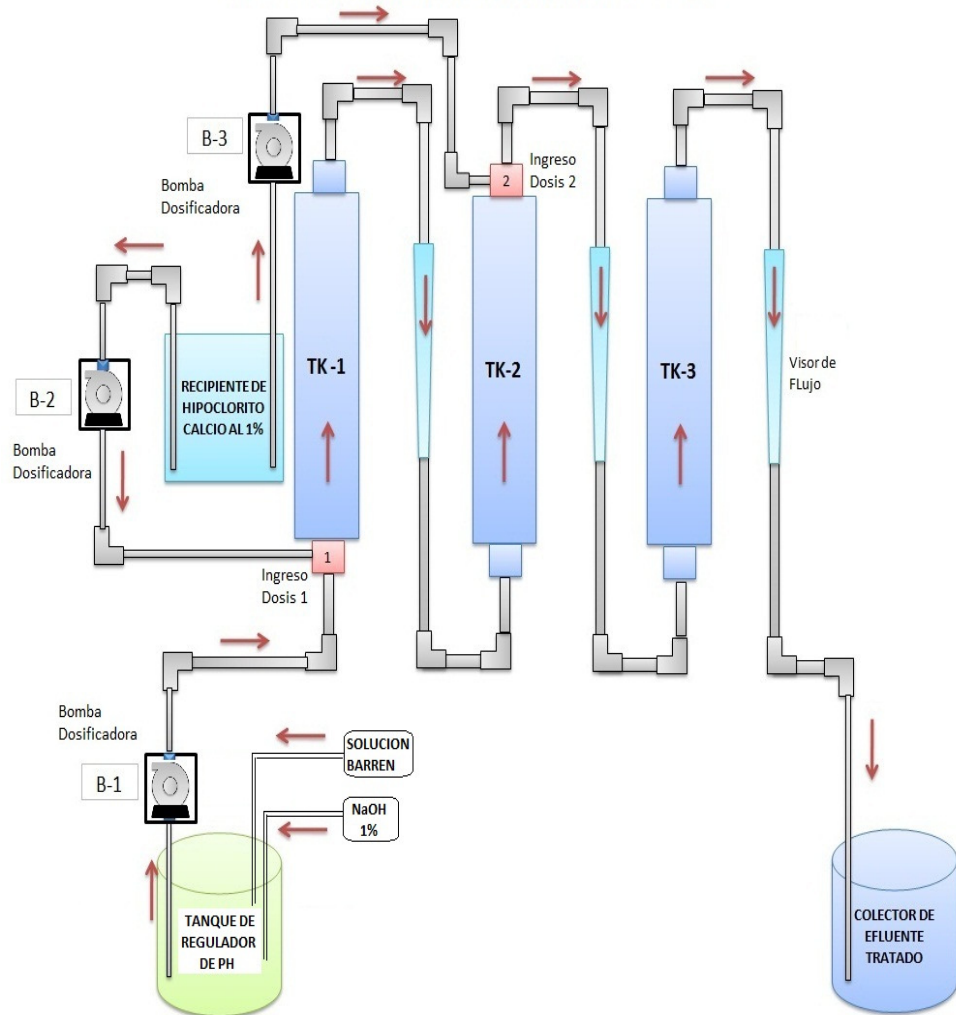 B-3
Bomba
Dosificadora
Ingreso
Dosis 2
2
B-2
Bomba
Dosificadora
RECIPIENTE DE
HIPOCLORITO
CALCIO AL 1%
TK -1
TK-2
TK-3
Visor de
FLujo
1
Ingreso
Dosis 1
Bomba
Dosificadora
B-1
SOLUCION
BARREN
NaOH
1%
TANQUE DE
REGULADOR
DE PH
COLECTOR DE
EFLUENTE
TRATADO